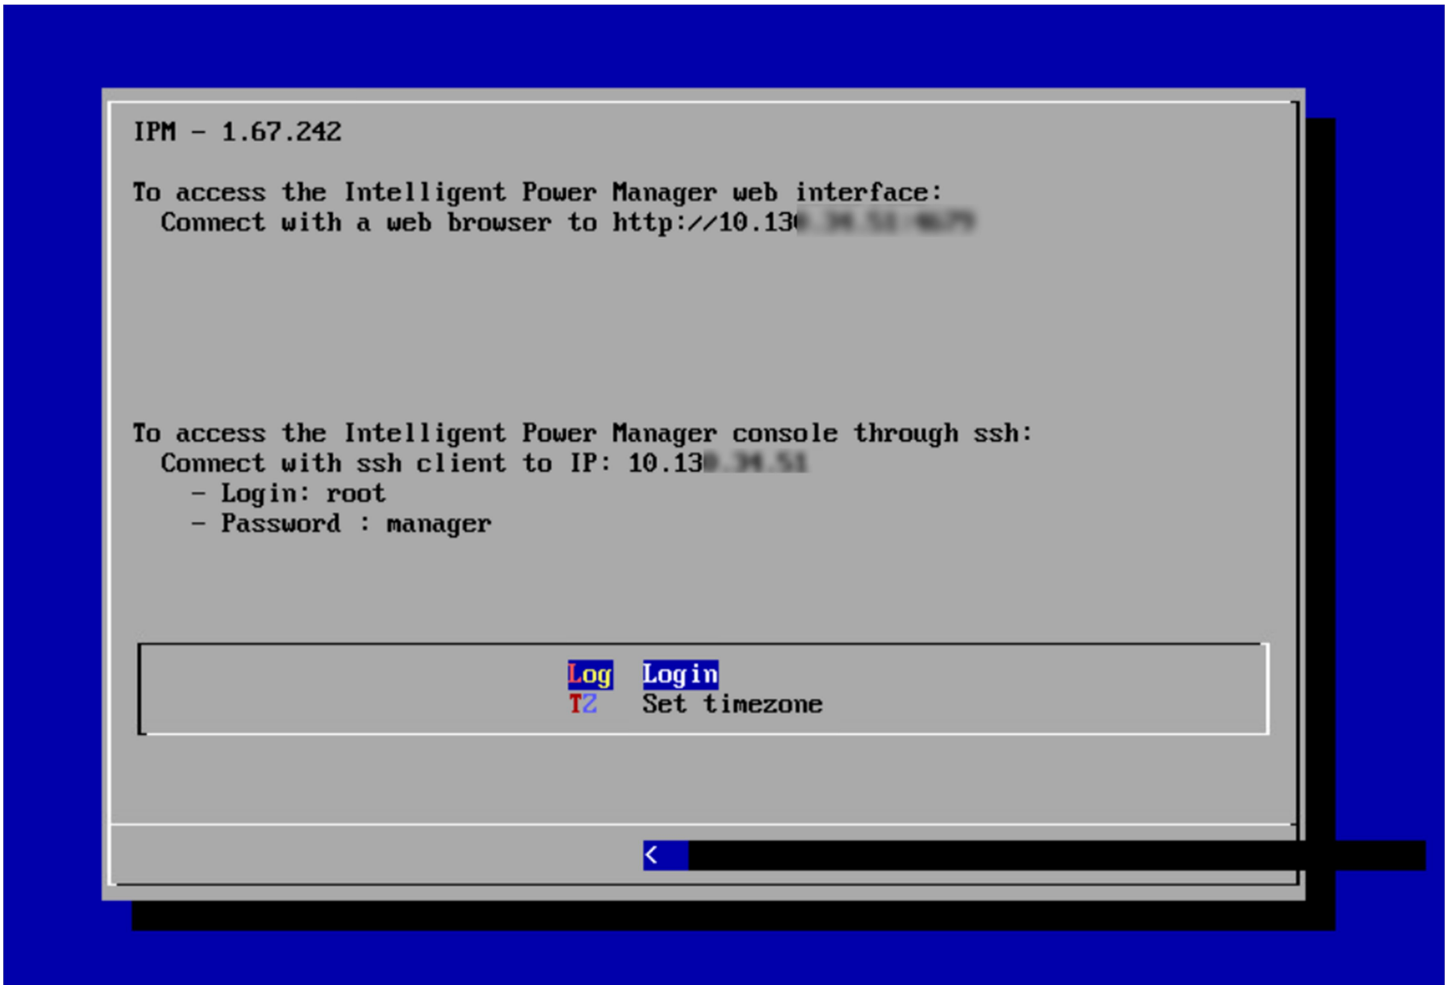 IPM - 1.67.242
To access the Intelligent Power Manager web interface:
Connect with a web browser to http://10.13
To access the Intelligent Power Manager console through ssh:
Connect with ssh client to IP: 10.13
- Login: root
- Password : manager
Log Login
TZ Set timezone
<